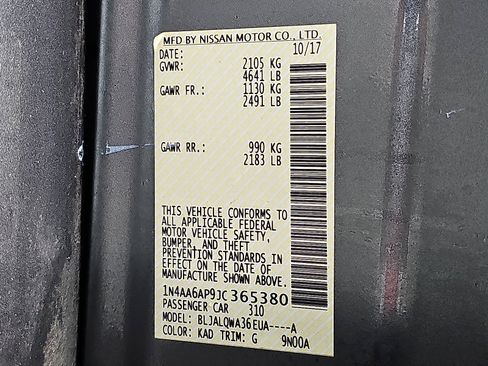 MFD BY NISSAN MOTOR CO., LTD.
DATE: 10/17
GVWR: 2105 KG
4641 LB
GAWR FR.: 1130 KG
2491 LB
GAWR RR.: 990 KG
2183 LB
THIS VEHICLE CONFORMS TO
ALL APPLICABLE FEDERAL
MOTOR VEHICLE SAFETY,
BUMPER, AND THEFT
PREVENTION STANDARDS IN
EFFECT ON THE DATE OF
MANUFACTURE SHOWN ABOVE.
1N4AA6AP9JC365380
PASSENGER CAR 310
MODEL: BLJALQWA36EUA----A
COLOR: KAD TRIM: G 9N00A